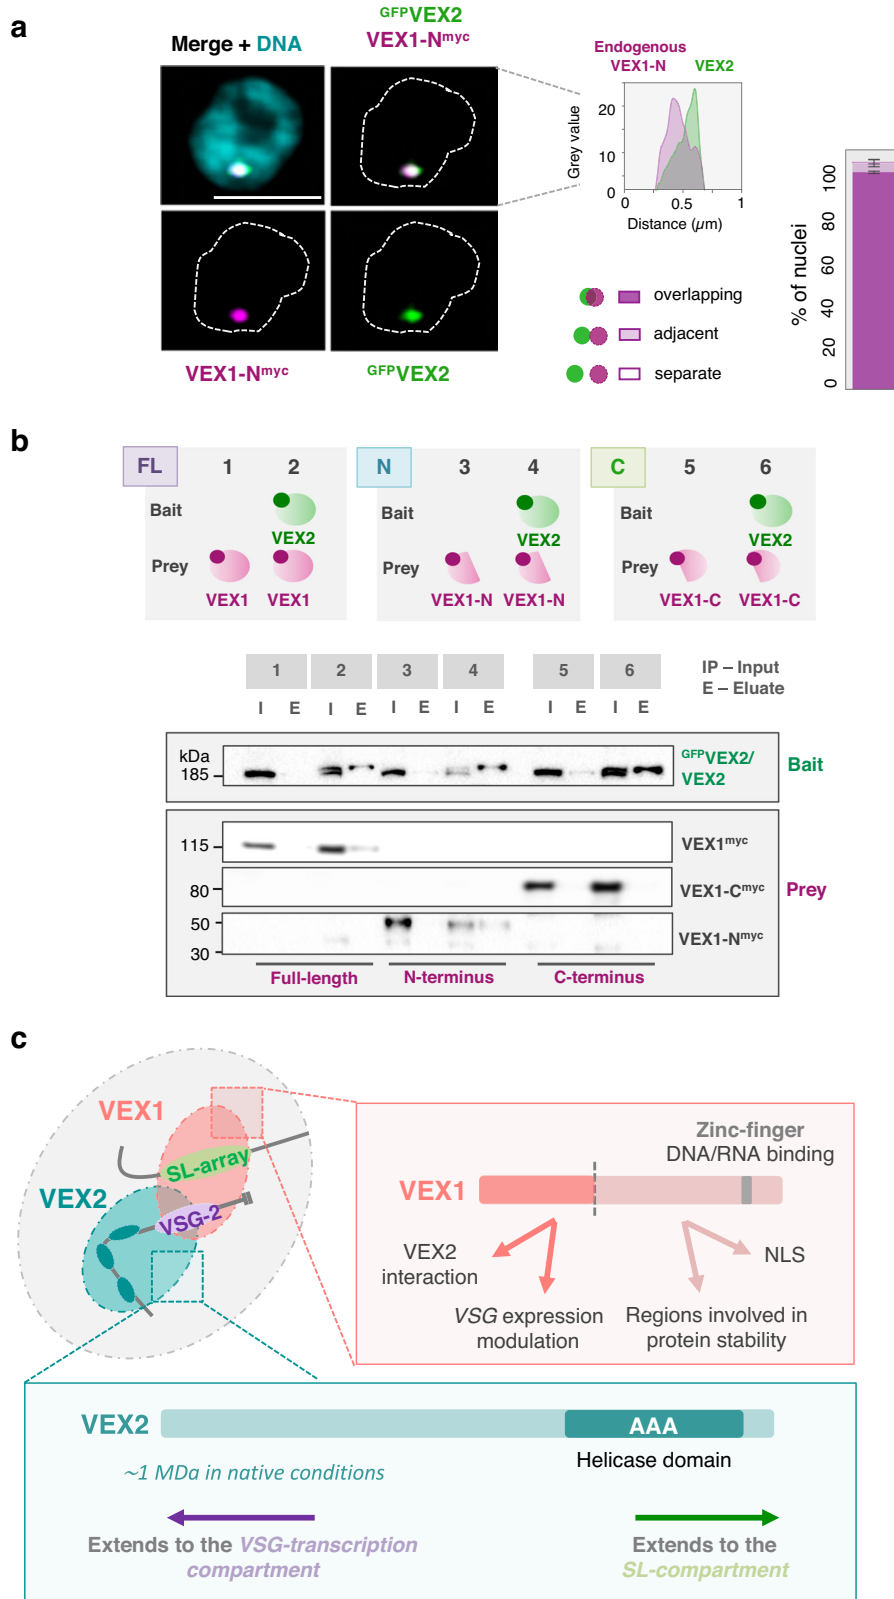 a
Merge + DNA
GFPVEX2
VEX1-Nmyc
VEX1-Nmyc
GFPVEX2
Endogenous
VEX1-N VEX2
Grey value
20
10
0
0 0.5 1
Distance (µm)
overlapping
adjacent
separate
% of nuclei
100
80
60
40
20
0
b
FL 1 2
Bait
VEX2
Prey
VEX1 VEX1
N 3 4
Bait
VEX2
Prey
VEX1-N VEX1-N
C 5 6
Bait
VEX2
Prey
VEX1-C VEX1-C
1 2 3 4 5 6
I E I E I E I E I E I E
IP – Input
E – Eluate
kDa
185
GFPVEX2/
VEX2
Bait
115
VEX1myc
80
VEX1-Cmyc
Prey
50
30
VEX1-Nmyc
Full-length N-terminus C-terminus
c
VEX1
SL-array
VEX2
VSG-2
Zinc-finger
DNA/RNA binding
VEX1
VEX2
interaction
NLS
VSG expression
modulation
Regions involved in
protein stability
VEX2
AAA
Helicase domain
~1 MDa in native conditions
Extends to the VSG-transcription
compartment
Extends to the
SL-compartment